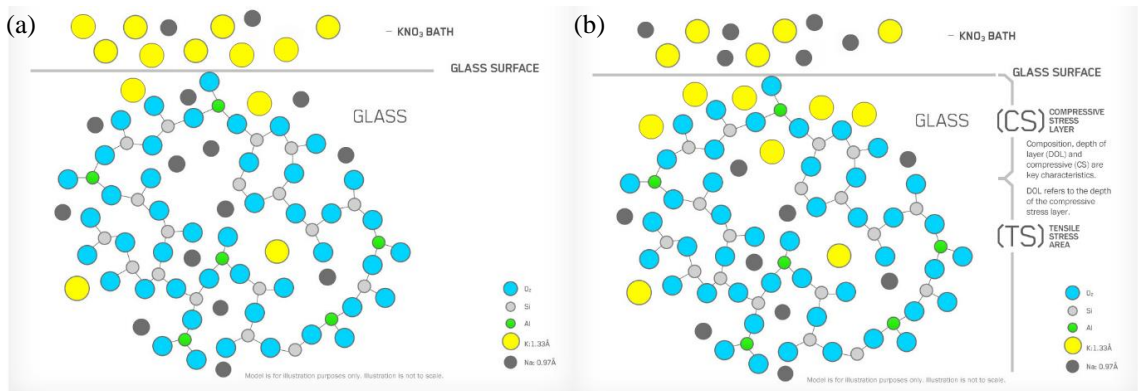 (a)
– KNO₃ BATH
GLASS SURFACE
GLASS
O₂
Si
Al
K: 1.33Å
Na: 0.97Å
Model is for illustration purposes only. Illustration is not to scale.
(b)
– KNO₃ BATH
GLASS SURFACE
GLASS
(CS) COMPRESSIVE
STRESS
LAYER
Composition, depth of
layer (DOL) and
compressive (CS) are
key characteristics.
DOL refers to the depth
of the compressive
stress layer.
(TS) TENSILE
STRESS
AREA
O₂
Si
Al
K: 1.33Å
Na: 0.97Å
Model is for illustration purposes only. Illustration is not to scale.